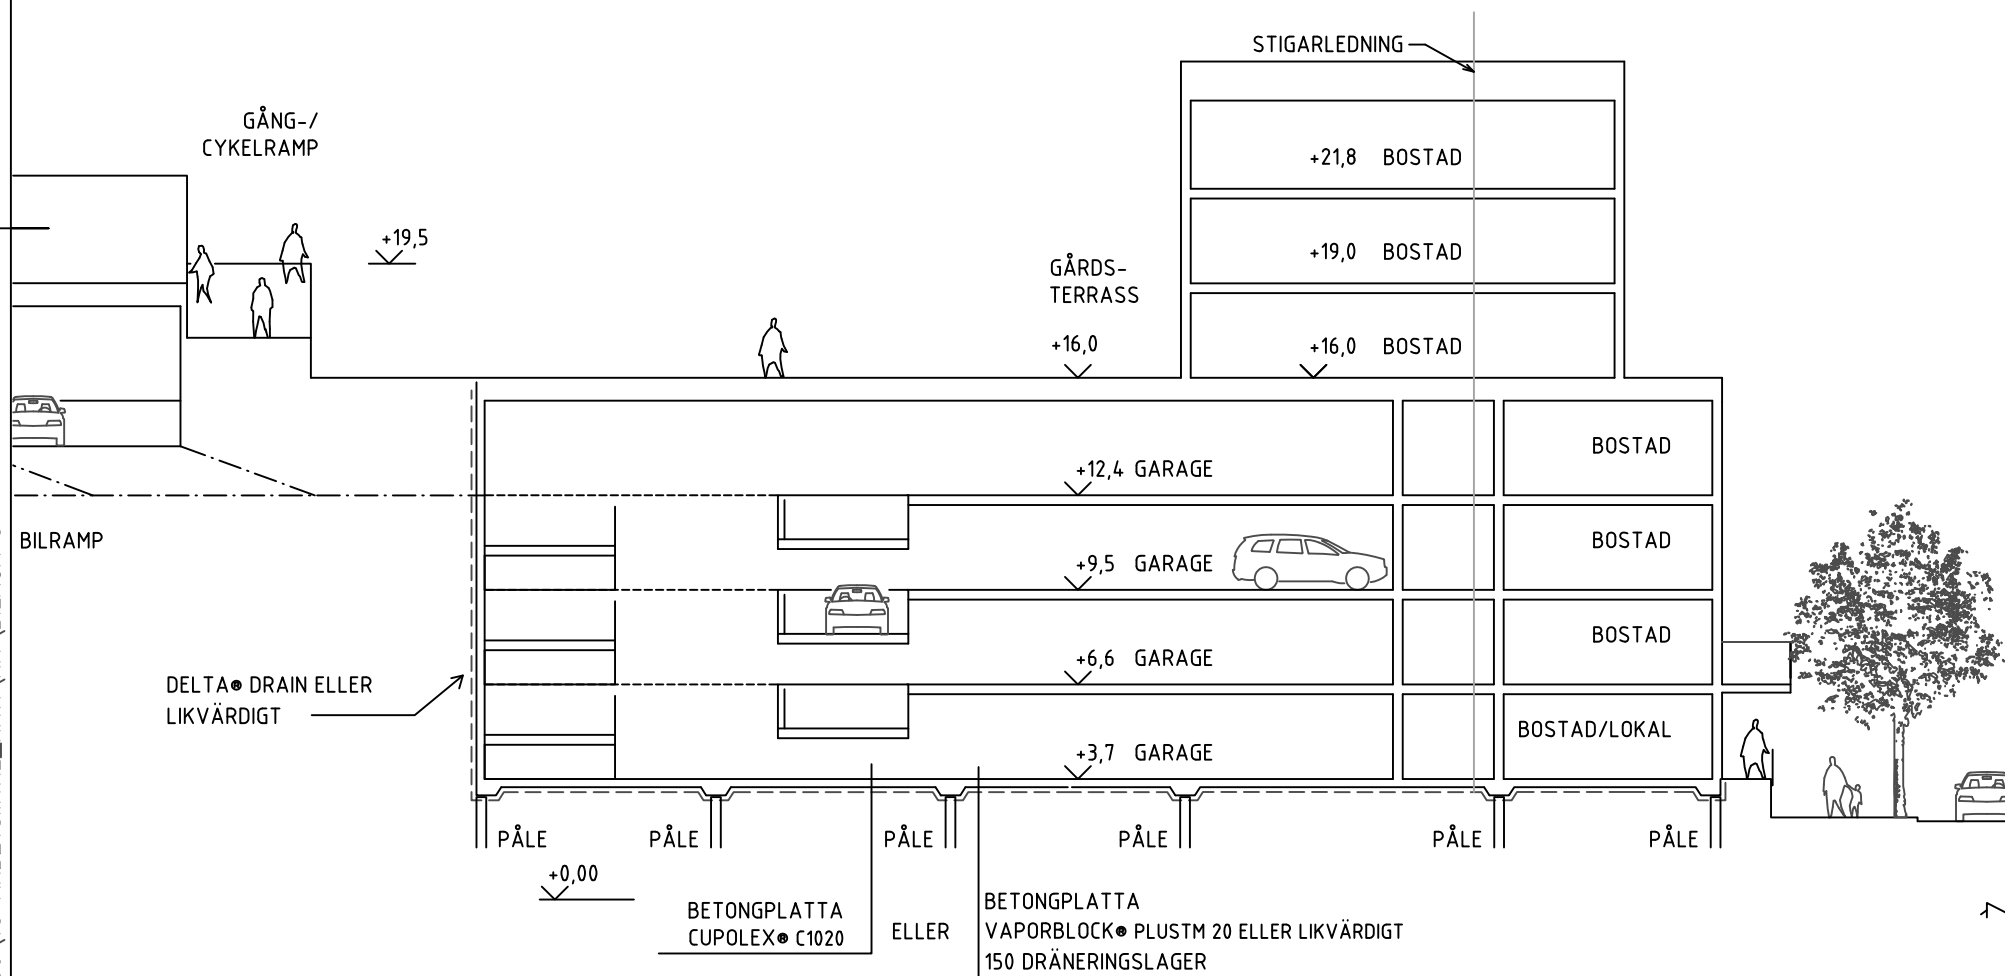 STIGARLEDNING
GÅNG-/
CYKELRAMP
+21,8 BOSTAD
+19,5
+19,0 BOSTAD
GÅRDS-
TERRASS
+16,0
+16,0 BOSTAD
BOSTAD
+12,4 GARAGE
BILRAMP
BOSTAD
+9,5 GARAGE
BOSTAD
+6,6 GARAGE
DELTA® DRAIN ELLER
LIKVÄRDIGT
BOSTAD/LOKAL
+3,7 GARAGE
PÅLE PÅLE PÅLE PÅLE PÅLE PÅLE
+0,00
BETONGPLATTA
CUPOLEX® C1020
ELLER
BETONGPLATTA
VAPORBLOCK® PLUSTM 20 ELLER LIKVÄRDIGT
150 DRÄNERINGSLAGER